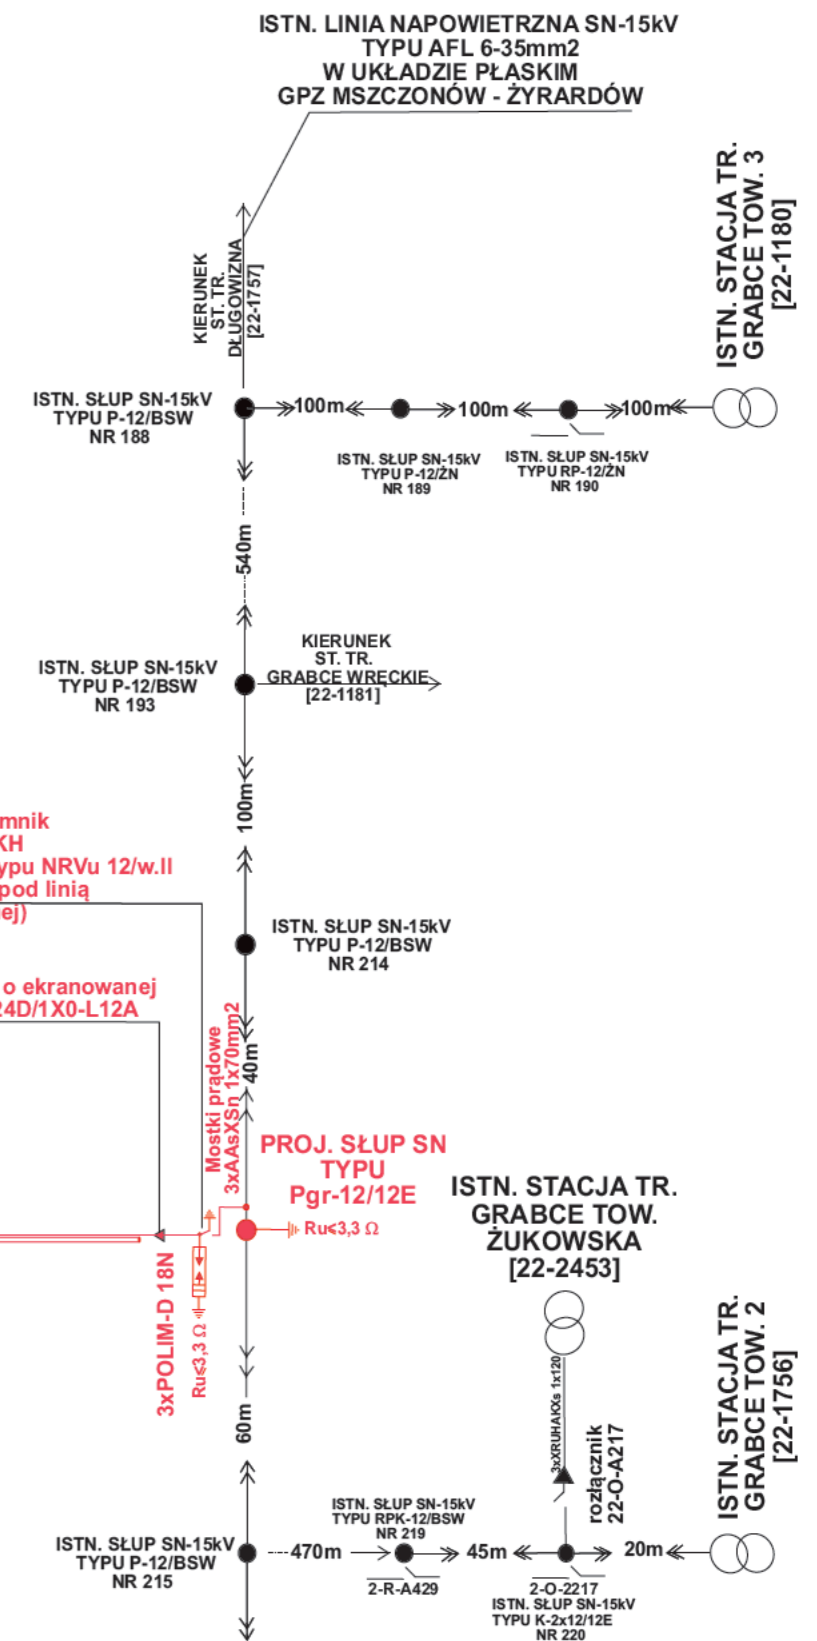 ISTN. LINIA NAPOWIETRZNA SN-15kV
TYPU AFL 6-35mm2
W UKŁADZIE PŁASKIM
GPZ MSZCZONÓW - ŻYRARDÓW
ISTN. STACJA TR.
GRABCE TOW. 3
[22-1180]
KIERUNEK
ST. TR.
DŁUGOWIZNA
[22-1757]
ISTN. SŁUP SN-15kV
TYPU P-12/BSW
NR 188
100m
100m
100m
ISTN. SŁUP SN-15kV
TYPU P-12/ŻN
NR 189
ISTN. SŁUP SN-15kV
TYPU RP-12/ŻN
NR 190
540m
ISTN. SŁUP SN-15kV
TYPU P-12/BSW
NR 193
KIERUNEK
ST. TR.
GRABCE WRĘCKIE
[22-1181]
100m
mnik
KH
ypu NRVu 12/w.II
pod linią
ej)
ISTN. SŁUP SN-15kV
TYPU P-12/BSW
NR 214
o ekranowanej
24D/1X0-L12A
Mostki prądowe
3xAAsXSn 1x70mm2
40m
PROJ. SŁUP SN
TYPU
Pgr-12/12E
Ru≤3,3 Ω
3xPOLIM-D 18N
Ru≤3,3 Ω
ISTN. STACJA TR.
GRABCE TOW.
ŻUKOWSKA
[22-2453]
3xXRUHAKXs 1x120
rozłącznik
22-O-A217
ISTN. STACJA TR.
GRABCE TOW. 2
[22-1756]
60m
ISTN. SŁUP SN-15kV
TYPU P-12/BSW
NR 215
470m
ISTN. SŁUP SN-15kV
TYPU RPK-12/BSW
NR 219
2-R-A429
45m
20m
2-O-2217
ISTN. SŁUP SN-15kV
TYPU K-2x12/12E
NR 220